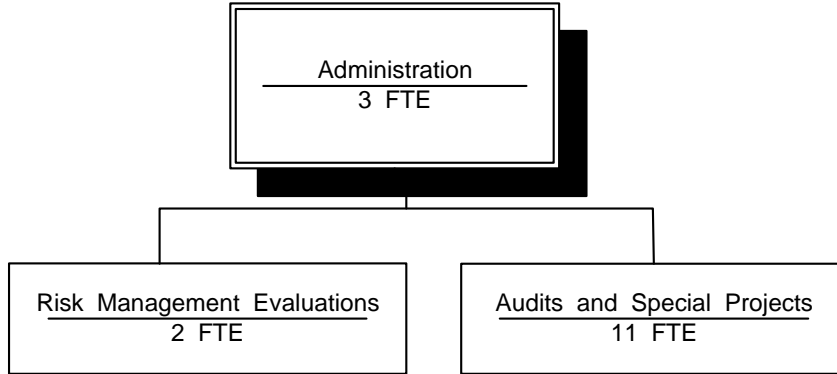 Administration
3 FTE
Risk Management Evaluations
2 FTE
Audits and Special Projects
11 FTE